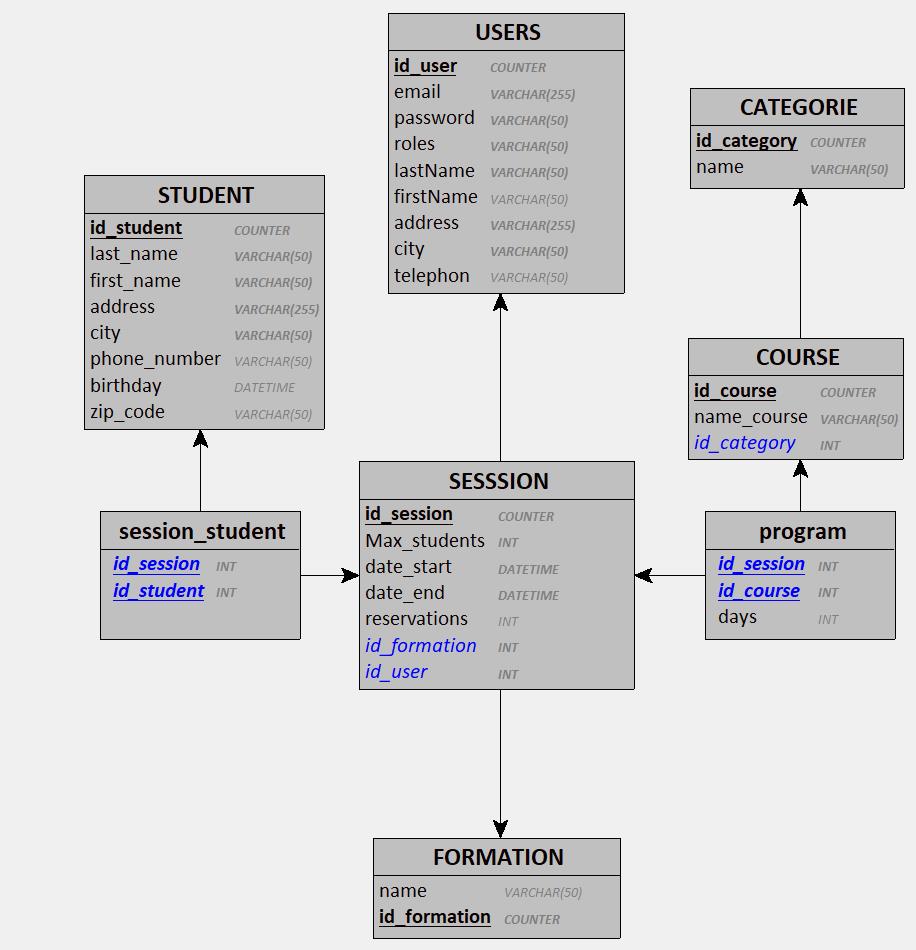 USERS
id_user COUNTER
email VARCHAR(255)
password VARCHAR(50)
roles VARCHAR(50)
lastName VARCHAR(50)
firstName VARCHAR(50)
address VARCHAR(255)
city VARCHAR(50)
telephon VARCHAR(50)
CATEGORIE
id_category COUNTER
name VARCHAR(50)
STUDENT
id_student COUNTER
last_name VARCHAR(50)
first_name VARCHAR(50)
address VARCHAR(255)
city VARCHAR(50)
phone_number VARCHAR(50)
birthday DATETIME
zip_code VARCHAR(50)
COURSE
id_course COUNTER
name_course VARCHAR(50)
id_category INT
session_student
id_session INT
id_student INT
SESSSION
id_session COUNTER
Max_students INT
date_start DATETIME
date_end DATETIME
reservations INT
id_formation INT
id_user INT
program
id_session INT
id_course INT
days INT
FORMATION
name VARCHAR(50)
id_formation COUNTER